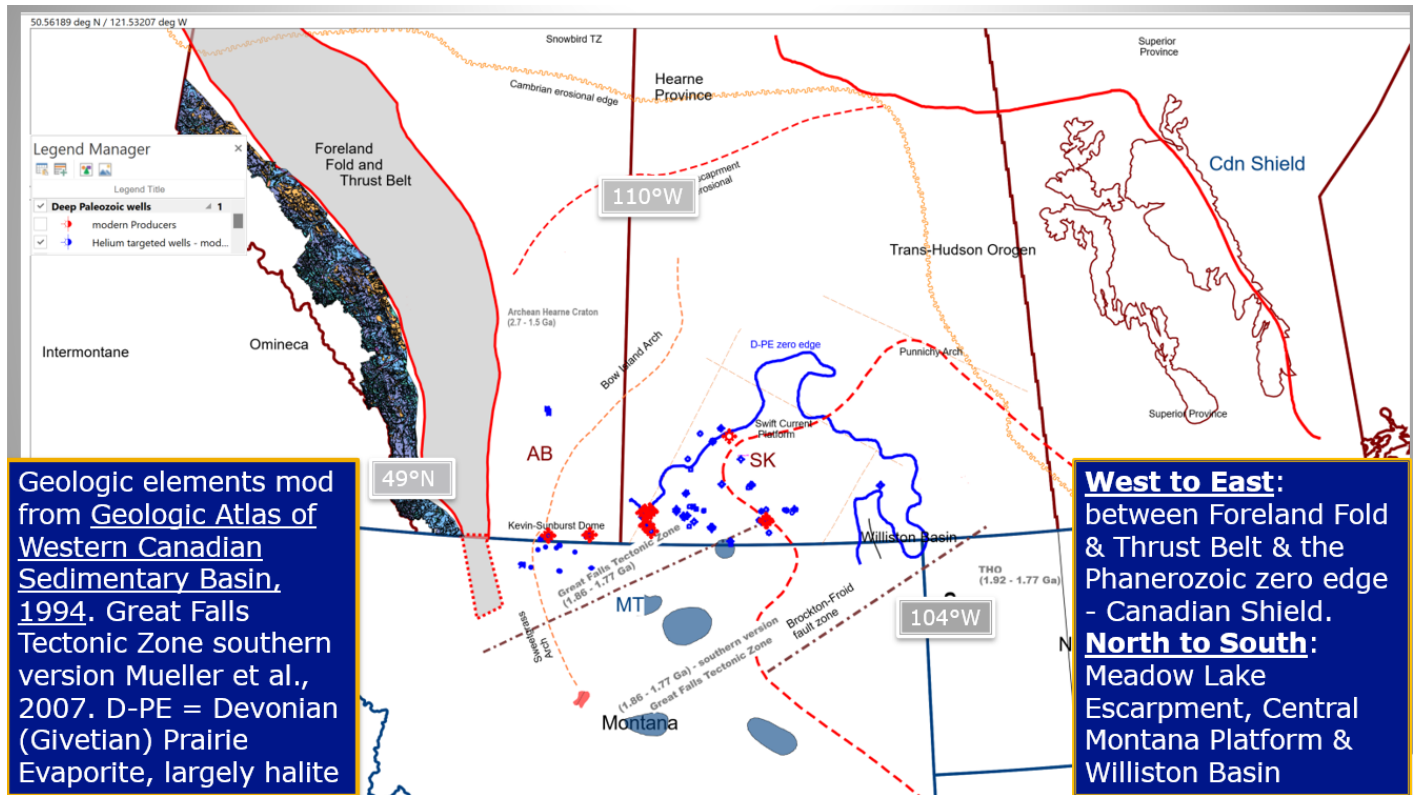 50.56189 deg N / 121.53207 deg W
Snowbird TZ
Superior
Province
Cambrian erosional edge
Hearne
Province
Legend Manager
Legend Title
Deep Paleozoic wells 1
modern Producers
Helium targeted wells - mod...
Foreland
Fold and
Thrust Belt
Cdn Shield
110°W
erosional
Trans-Hudson Orogen
Archean Hearne Craton
(2.7 - 1.5 Ga)
Intermontane
Omineca
D-PE zero edge
Punnichy Arch
Bow Island Arch
Superior Province
Swift Current
Platform
AB
SK
49°N
Kevin-Sunburst Dome
Williston Basin
Great Falls Tectonic Zone
(1.86 - 1.77 Ga)
THO
(1.92 - 1.77 Ga)
MT
104°W
Brockton-Froid
fault zone
Sweetgrass
Arch
(1.86 - 1.77 Ga) - southern version
Great Falls Tectonic Zone
N
Montana
Geologic elements mod
from Geologic Atlas of
Western Canadian
Sedimentary Basin,
1994. Great Falls
Tectonic Zone southern
version Mueller et al.,
2007. D-PE = Devonian
(Givetian) Prairie
Evaporite, largely halite
West to East:
between Foreland Fold
& Thrust Belt & the
Phanerozoic zero edge
- Canadian Shield.
North to South:
Meadow Lake
Escarpment, Central
Montana Platform &
Williston Basin